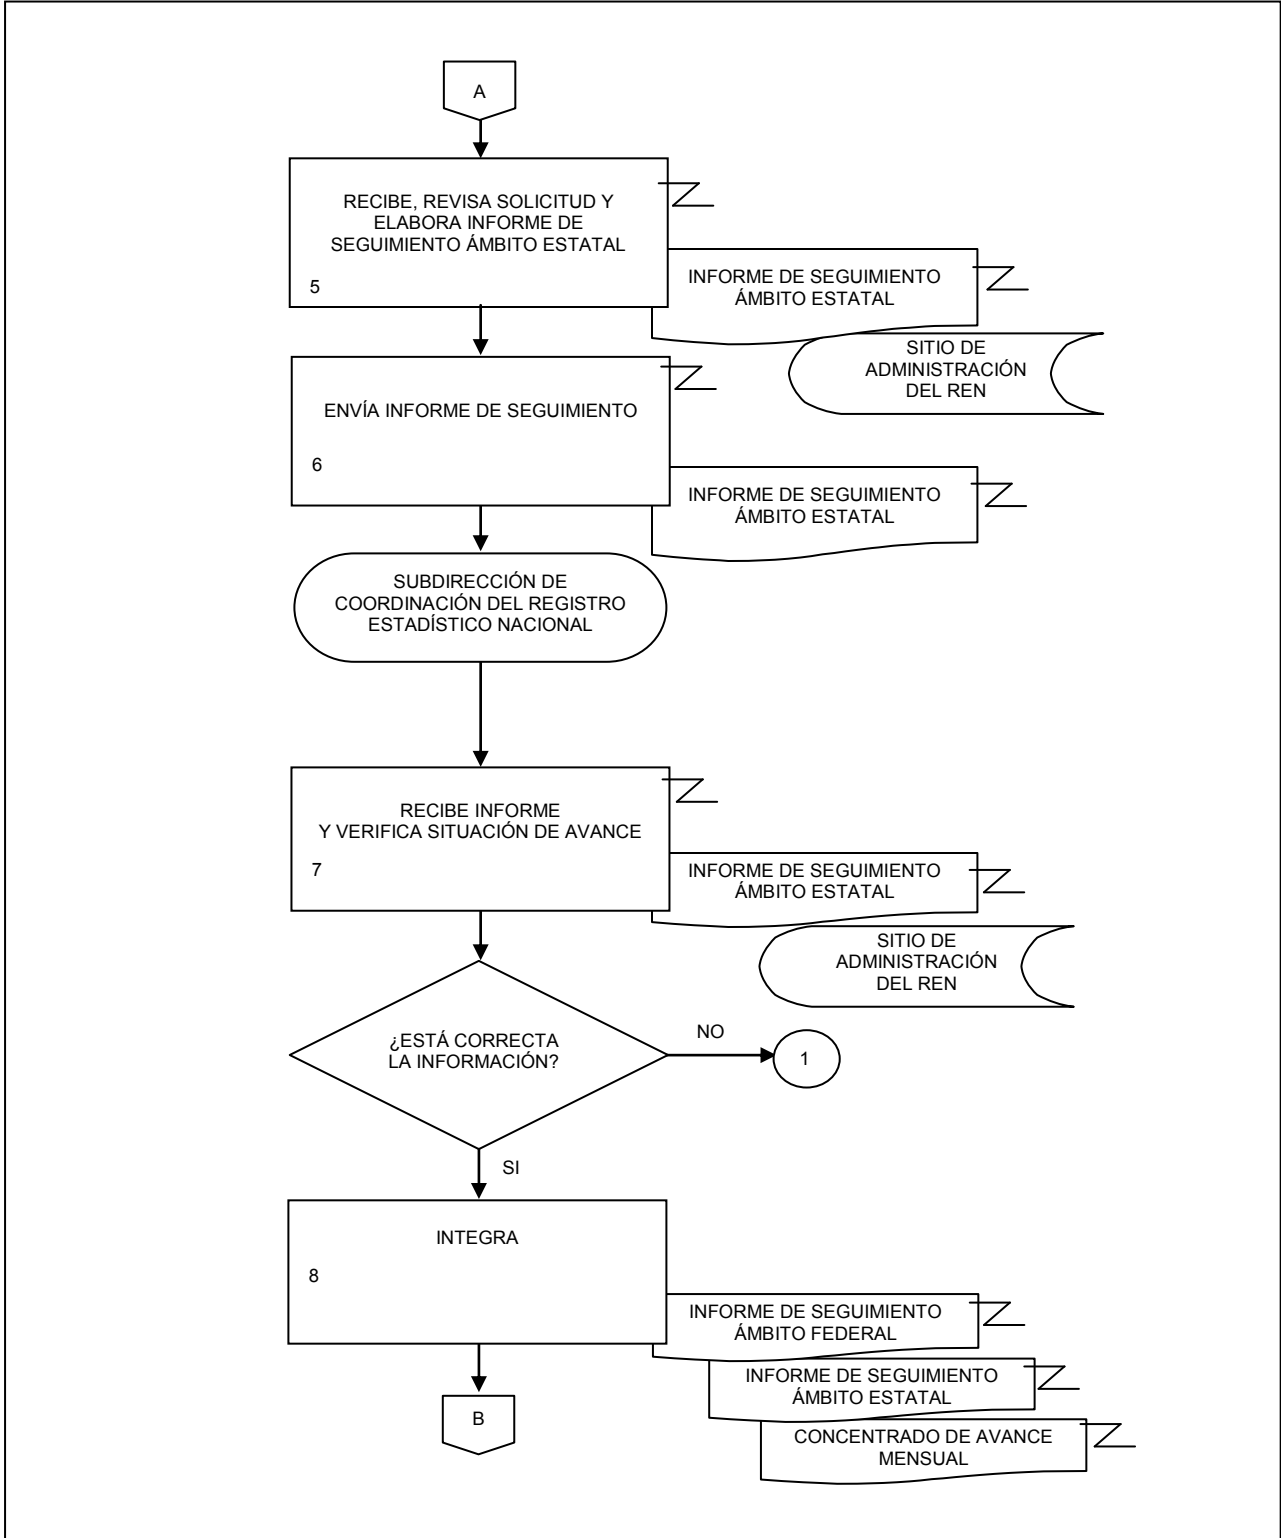 A
RECIBE, REVISA SOLICITUD Y
ELABORA INFORME DE
SEGUIMIENTO ÁMBITO ESTATAL
5
INFORME DE SEGUIMIENTO
ÁMBITO ESTATAL
SITIO DE
ADMINISTRACIÓN
DEL REN
ENVÍA INFORME DE SEGUIMIENTO
6
INFORME DE SEGUIMIENTO
ÁMBITO ESTATAL
SUBDIRECCIÓN DE
COORDINACIÓN DEL REGISTRO
ESTADÍSTICO NACIONAL
RECIBE INFORME
Y VERIFICA SITUACIÓN DE AVANCE
7
INFORME DE SEGUIMIENTO
ÁMBITO ESTATAL
SITIO DE
ADMINISTRACIÓN
DEL REN
¿ESTÁ CORRECTA
LA INFORMACIÓN?
NO
1
SI
INTEGRA
8
INFORME DE SEGUIMIENTO
ÁMBITO FEDERAL
INFORME DE SEGUIMIENTO
ÁMBITO ESTATAL
CONCENTRADO DE AVANCE
MENSUAL
B